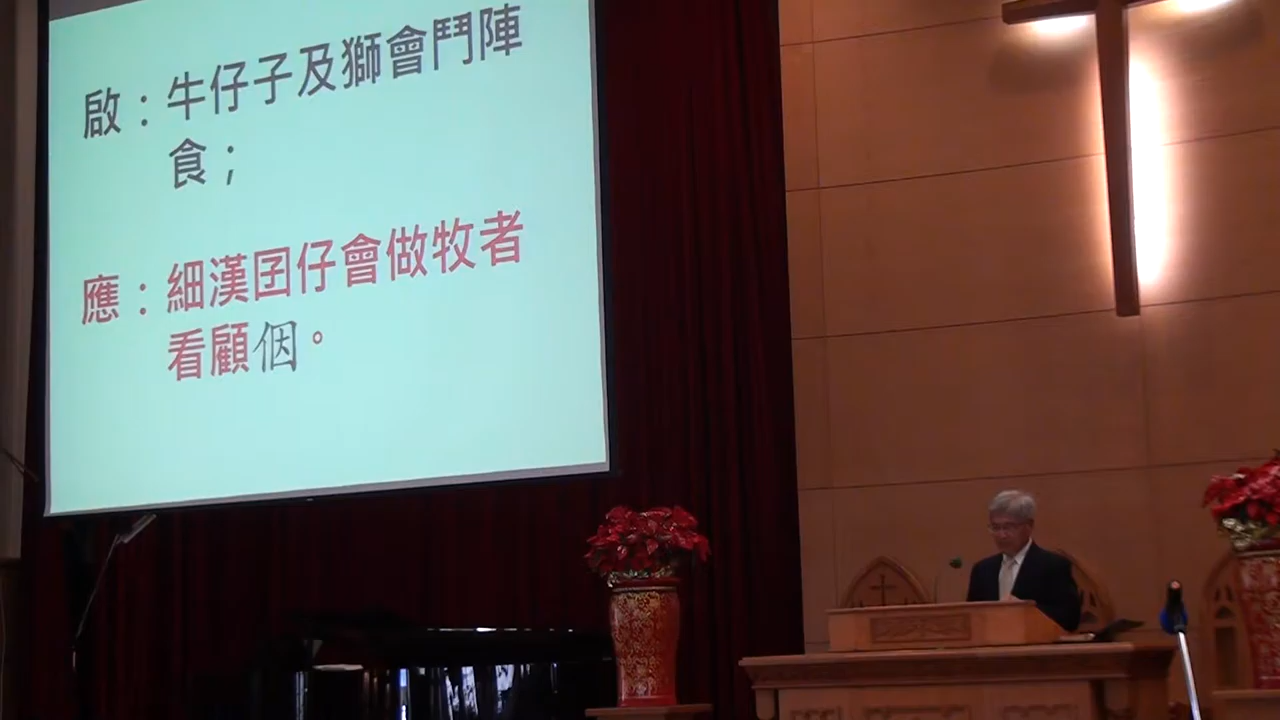 啟：牛仔子及獅會鬥陣
食；
應：細漢囝仔會做牧者
看顧𪜶。